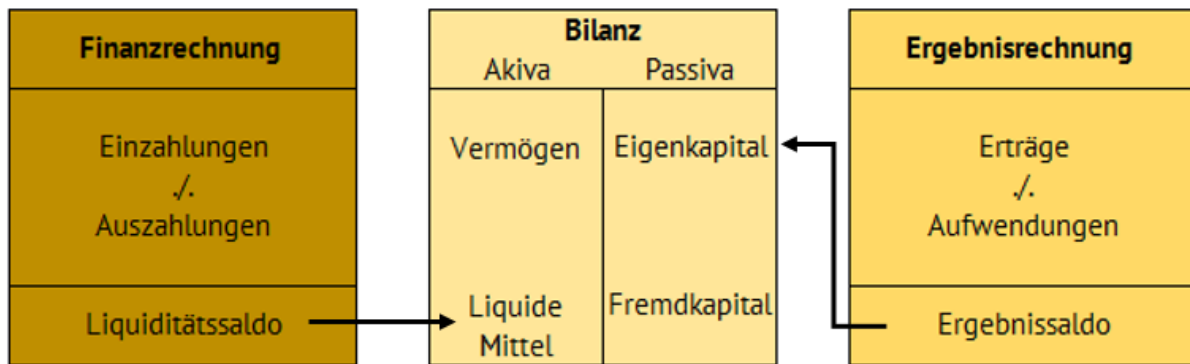 Finanzrechnung
Einzahlungen
./.
Auszahlungen
Liquiditätssaldo
Bilanz
Akiva Passiva
Vermögen Eigenkapital
Liquide Fremdkapital
Mittel
Ergebnisrechnung
Erträge
./.
Aufwendungen
Ergebnissaldo